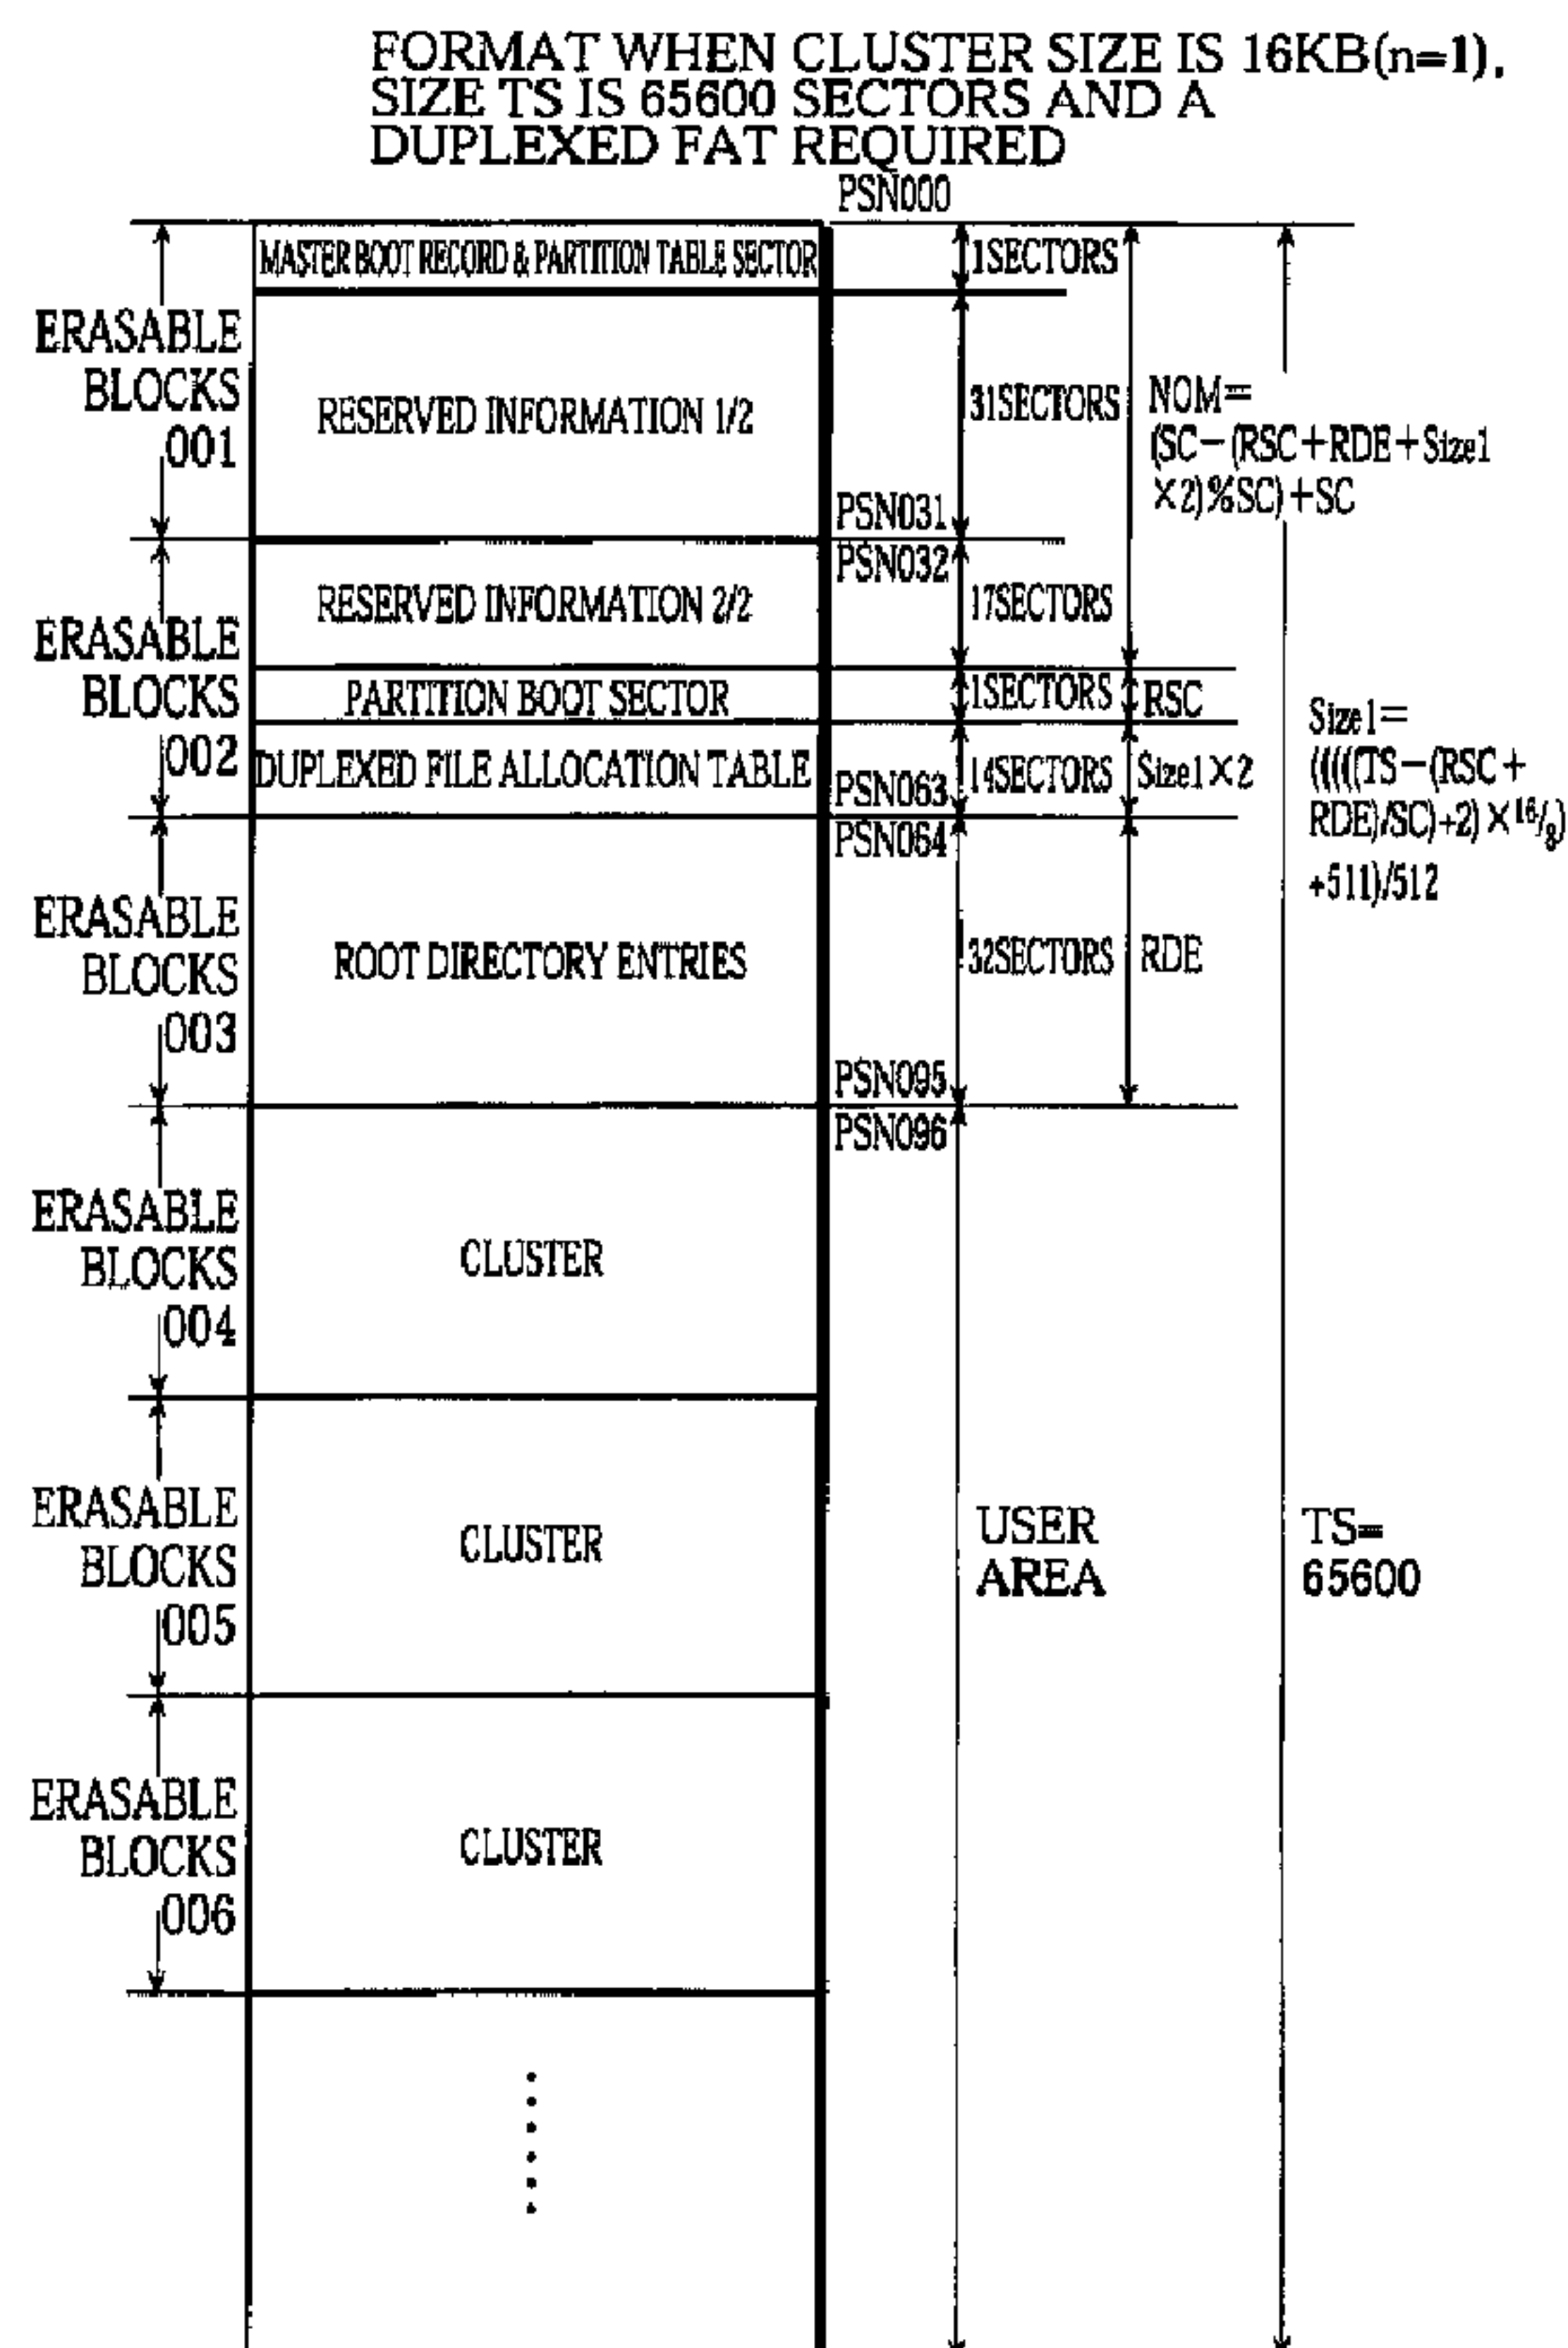 FORMAT WHEN CLUSTER SIZE IS 16KB(n=1),
SIZE TS IS 65600 SECTORS AND A
DUPLEXED FAT REQUIRED
PSN000
MASTER BOOT RECORD & PARTITION TABLE SECTOR
1SECTORS
ERASABLE
BLOCKS
001
RESERVED INFORMATION 1/2
31SECTORS
NOM=
(SC-(RSC+RDE+Size1
×2)%SC)+SC
PSN031
PSN032
RESERVED INFORMATION 2/2
17SECTORS
ERASABLE
BLOCKS
002
PARTITION BOOT SECTOR
1SECTORS
RSC
DUPLEXED FILE ALLOCATION TABLE
14SECTORS
Size1×2
Size1=
(((((TS-(RSC+
RDE)/SC)+2)×16/8)
+511)/512
PSN063
PSN064
ERASABLE
BLOCKS
003
ROOT DIRECTORY ENTRIES
32SECTORS
RDE
PSN095
PSN096
ERASABLE
BLOCKS
004
CLUSTER
ERASABLE
BLOCKS
005
CLUSTER
USER
AREA
TS=
65600
ERASABLE
BLOCKS
006
CLUSTER